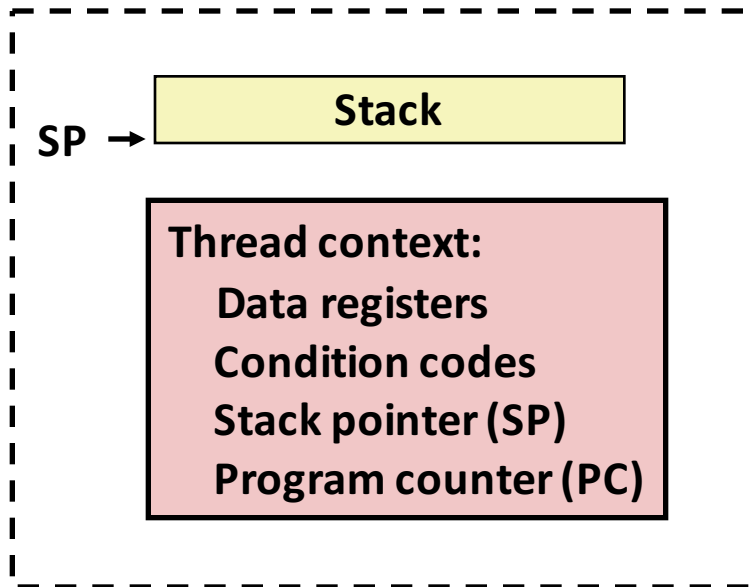 Stack
SP
Thread context:
Data registers
Condition codes
Stack pointer (SP)
Program counter (PC)